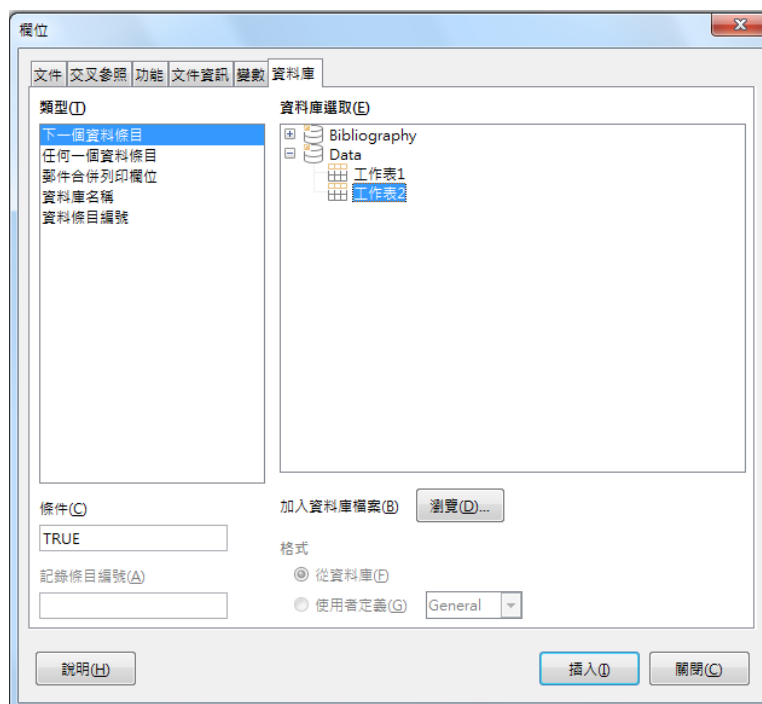 欄位
文件 交叉參照 功能 文件資訊 變數 資料庫
類型(T)
下一個資料條目
任何一個資料條目
郵件合併列印欄位
資料庫名稱
資料條目編號
資料庫選取(E)
Bibliography
Data
工作表1
工作表2
條件(C)
TRUE
記錄條目編號(A)
加入資料庫檔案(B) 瀏覽(D)...
格式
從資料庫(F)
使用者定義(G) General
說明(H) 插入(I) 關閉(C)